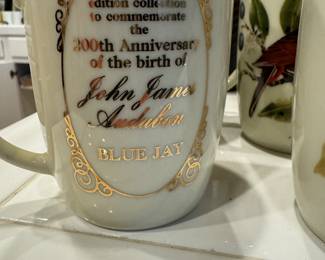 edition collection
to commemorate
the
200th Anniversary
of the birth of
John James
Audubon
BLUE JAY